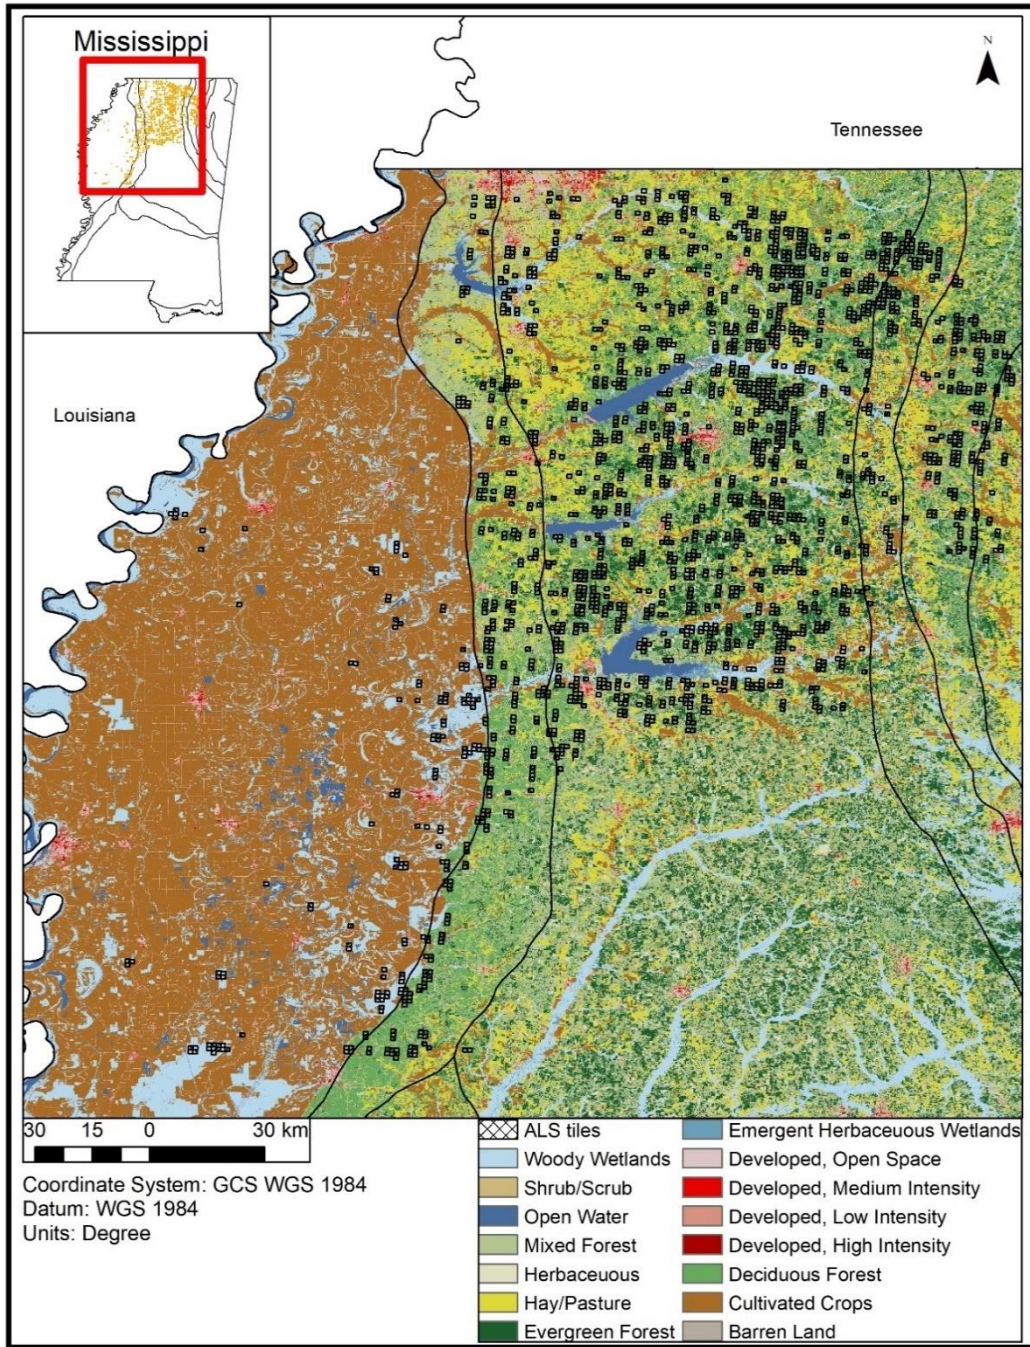 Mississippi
N
Tennessee
Louisiana
30 15 0 30 km
Coordinate System: GCS WGS 1984
Datum: WGS 1984
Units: Degree
ALS tiles
Woody Wetlands
Shrub/Scrub
Open Water
Mixed Forest
Herbaceuous
Hay/Pasture
Evergreen Forest
Emergent Herbaceuous Wetlands
Developed, Open Space
Developed, Medium Intensity
Developed, Low Intensity
Developed, High Intensity
Deciduous Forest
Cultivated Crops
Barren Land